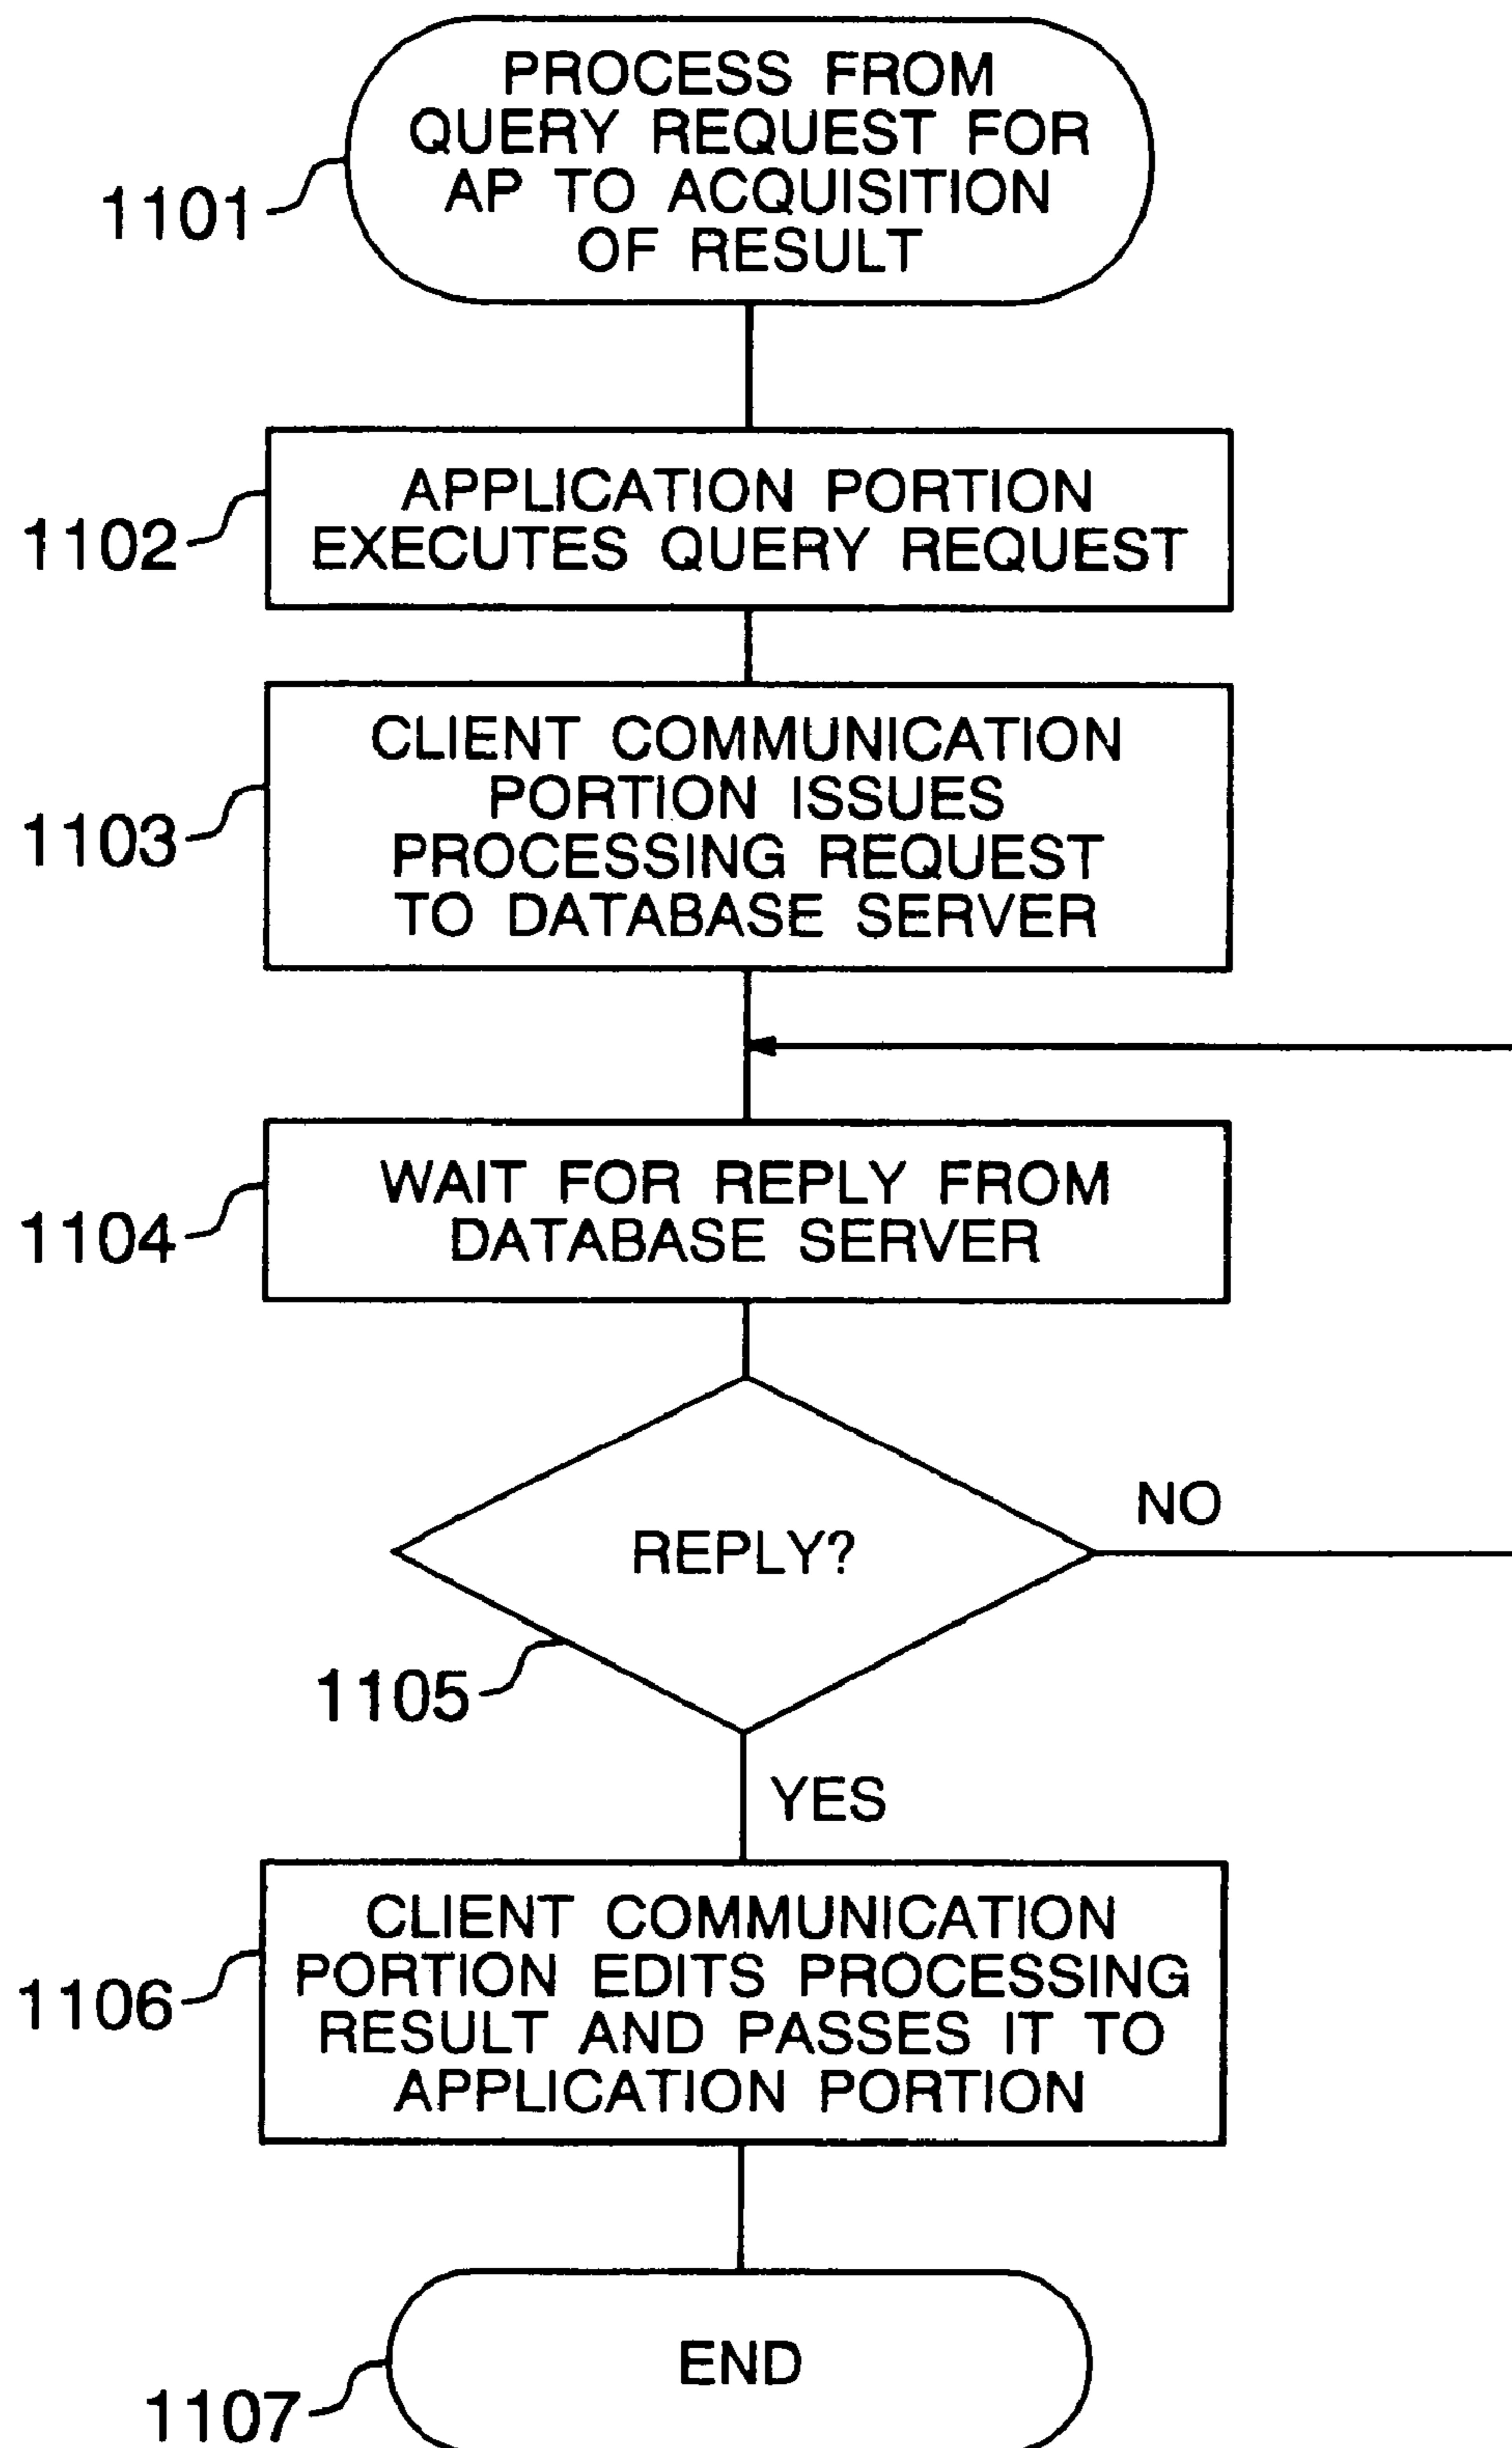 PROCESS FROM
QUERY REQUEST FOR
AP TO ACQUISITION
OF RESULT
1101
APPLICATION PORTION
EXECUTES QUERY REQUEST
1102
CLIENT COMMUNICATION
PORTION ISSUES
PROCESSING REQUEST
TO DATABASE SERVER
1103
WAIT FOR REPLY FROM
DATABASE SERVER
1104
NO
REPLY?
1105
YES
CLIENT COMMUNICATION
PORTION EDITS PROCESSING
RESULT AND PASSES IT TO
APPLICATION PORTION
1106
END
1107